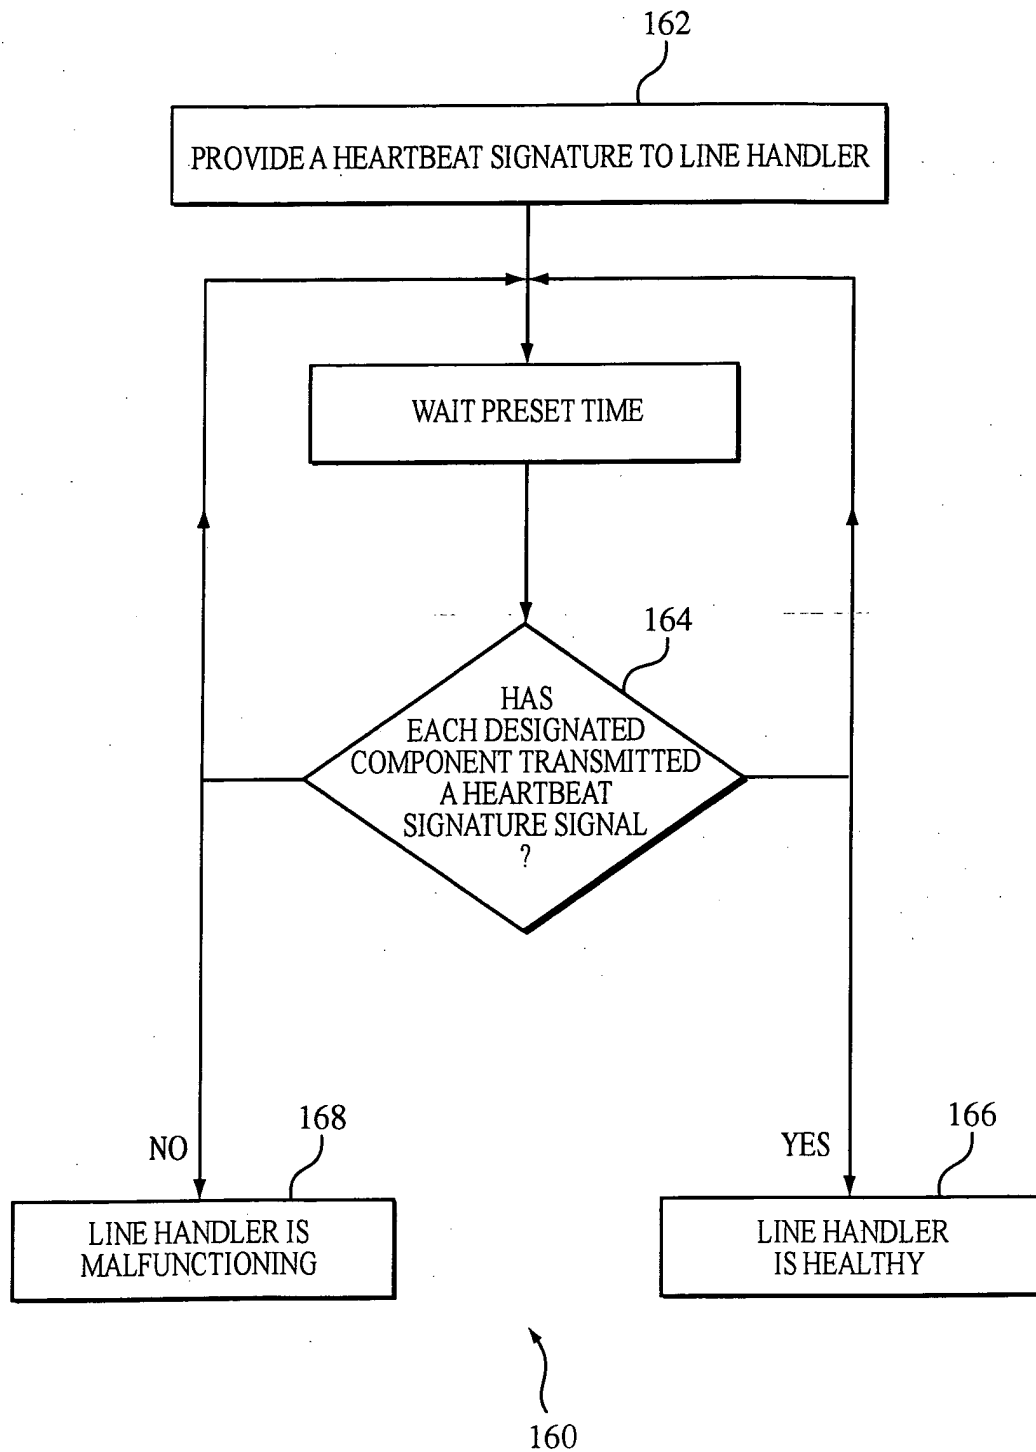 162
PROVIDE A HEARTBEAT SIGNATURE TO LINE HANDLER
WAIT PRESET TIME
164
HAS
EACH DESIGNATED
COMPONENT TRANSMITTED
A HEARTBEAT
SIGNATURE SIGNAL
?
NO
168
YES
166
LINE HANDLER IS
MALFUNCTIONING
LINE HANDLER
IS HEALTHY
160